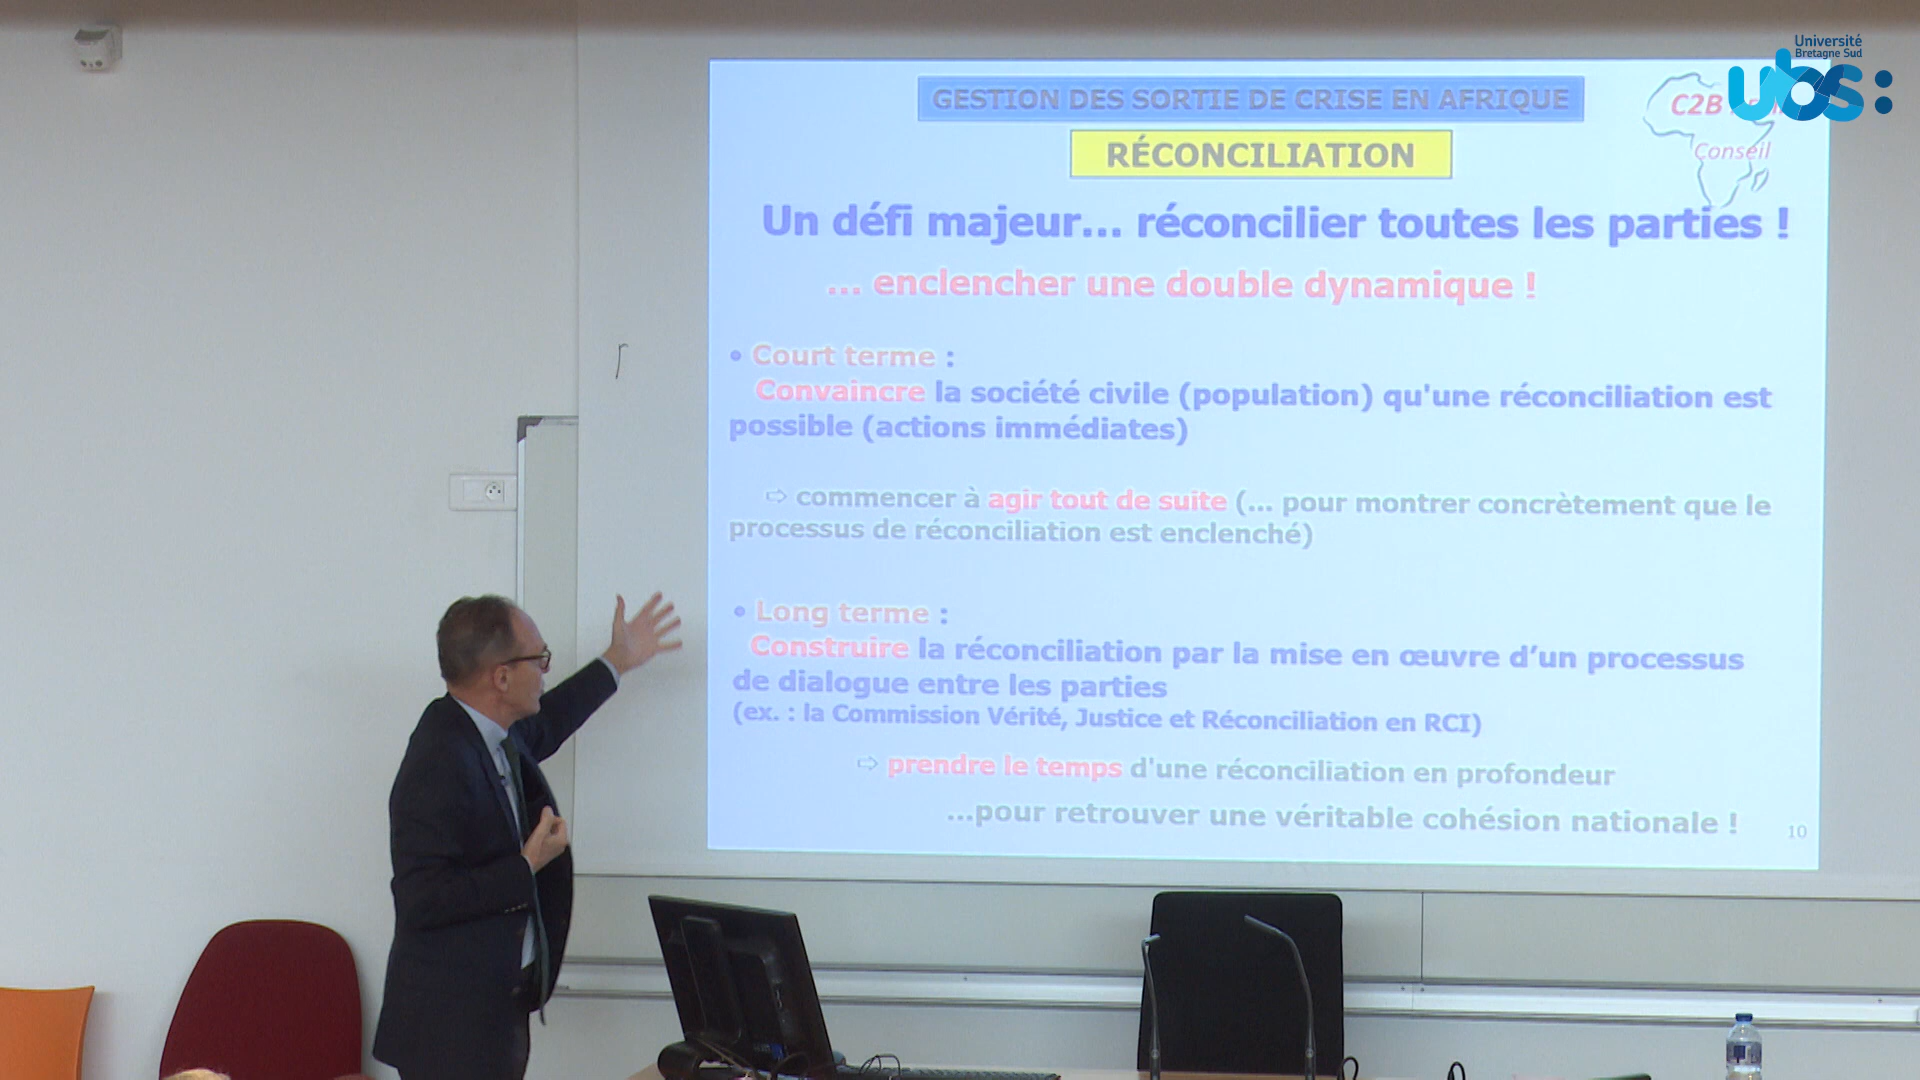 Université
Bretagne Sud
ubs:
GESTION DES SORTIE DE CRISE EN AFRIQUE
C2B
Conseil
RÉCONCILIATION
Un défi majeur... réconcilier toutes les parties !
... enclencher une double dynamique !
• Court terme :
Convaincre la société civile (population) qu'une réconciliation est
possible (actions immédiates)
⇨ commencer à agir tout de suite (... pour montrer concrètement que le
processus de réconciliation est enclenché)
• Long terme :
Construire la réconciliation par la mise en œuvre d’un processus
de dialogue entre les parties
(ex. : la Commission Vérité, Justice et Réconciliation en RCI)
⇨ prendre le temps d'une réconciliation en profondeur
...pour retrouver une véritable cohésion nationale !
10